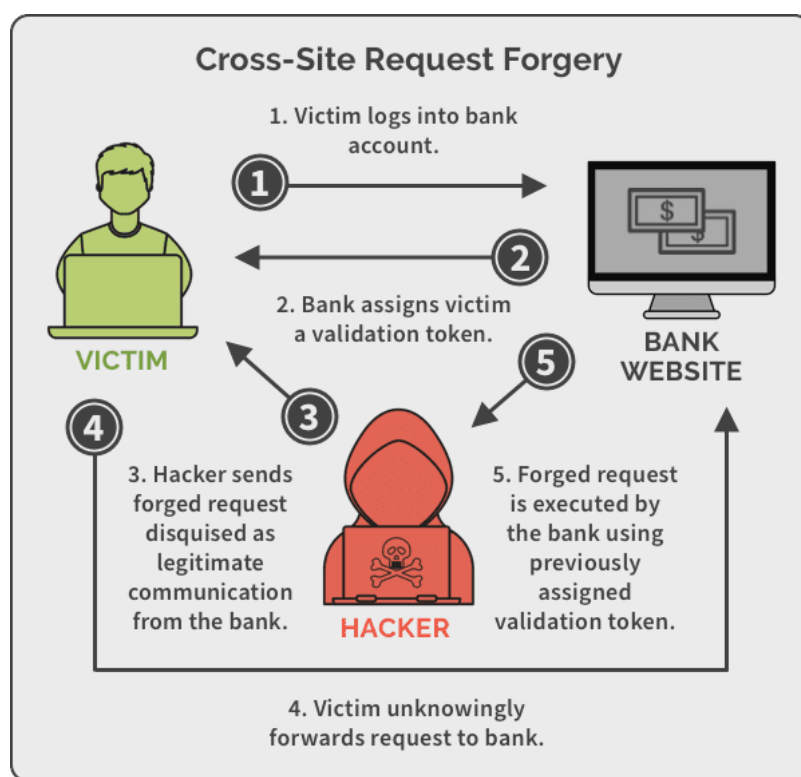 Cross-Site Request Forgery
1. Victim logs into bank
account.
1
2
2. Bank assigns victim
a validation token.
$
$
VICTIM
BANK
WEBSITE
3
5
4
3. Hacker sends
forged request
disquised as
legitimate
communication
from the bank.
HACKER
5. Forged request
is executed by
the bank using
previously
assigned
validation token.
4. Victim unknowingly
forwards request to bank.